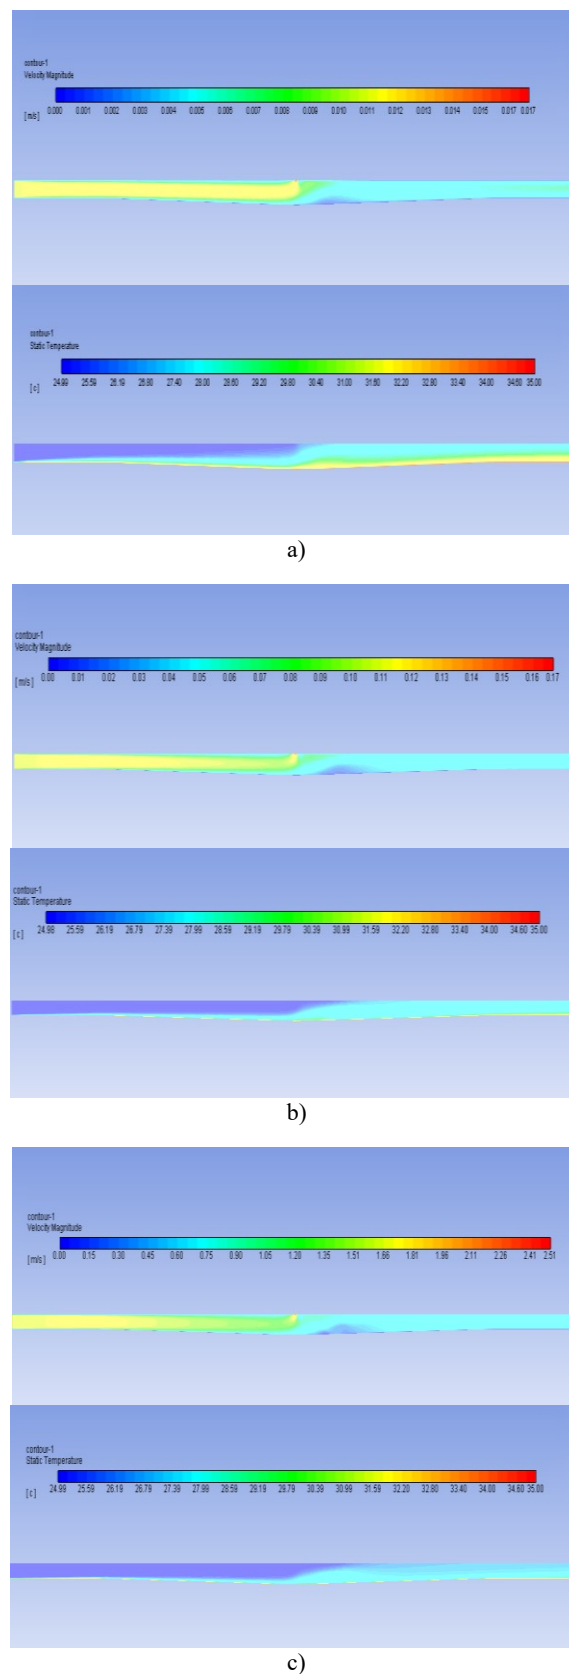 contour-1
Velocity Magnitude
[m/s] 0.000 0.001 0.002 0.003 0.004 0.005 0.006 0.007 0.008 0.009 0.010 0.011 0.012 0.013 0.014 0.015 0.017 0.017
contour-1
Static Temperature
[c] 24.99 25.59 26.19 26.80 27.40 28.00 28.60 29.20 29.80 30.40 31.00 31.60 32.20 32.80 33.40 34.00 34.60 35.00
a)
contour-1
Velocity Magnitude
[m/s] 0.00 0.01 0.02 0.03 0.04 0.05 0.06 0.07 0.08 0.09 0.10 0.11 0.12 0.13 0.14 0.15 0.16 0.17
contour-1
Static Temperature
[c] 24.98 25.59 26.19 26.79 27.39 27.99 28.59 29.19 29.79 30.39 30.99 31.59 32.20 32.80 33.40 34.00 34.60 35.00
b)
contour-1
Velocity Magnitude
[m/s] 0.00 0.15 0.30 0.45 0.60 0.75 0.90 1.05 1.20 1.35 1.51 1.66 1.81 1.96 2.11 2.26 2.41 2.51
contour-1
Static Temperature
[c] 24.99 25.59 26.19 26.79 27.39 27.99 28.59 29.19 29.79 30.39 30.99 31.59 32.20 32.80 33.40 34.00 34.60 35.00
c)